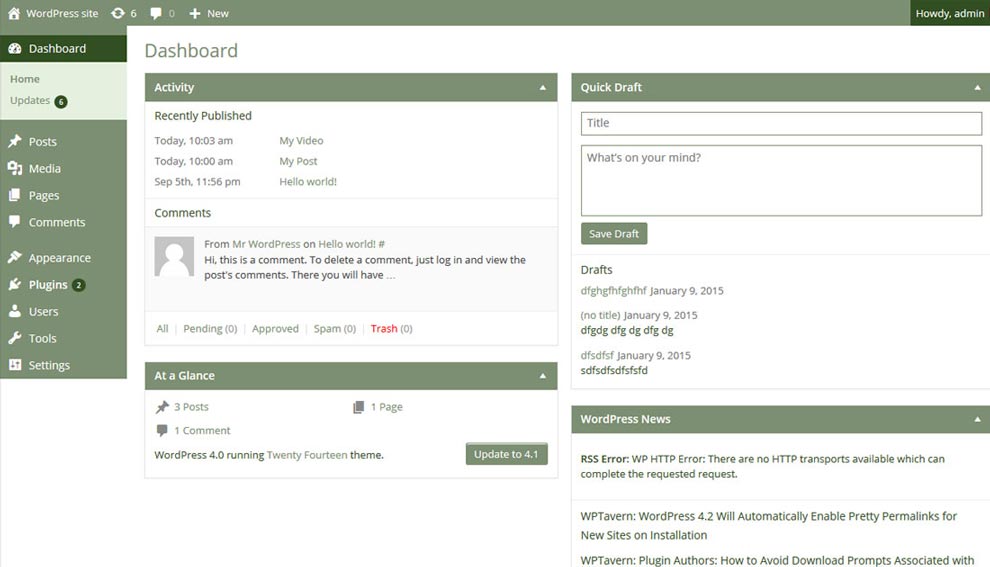 WordPress site 6 0 New Howdy, admin
Dashboard
Home
Updates 6
Posts
Media
Pages
Comments
Appearance
Plugins 2
Users
Tools
Settings
Dashboard
Activity
Recently Published
Today, 10:03 am My Video
Today, 10:00 am My Post
Sep 5th, 11:56 pm Hello world!
Comments
From Mr WordPress on Hello world! #
Hi, this is a comment. To delete a comment, just log in and view the
post's comments. There you will have ...
All | Pending (0) | Approved | Spam (0) | Trash (0)
At a Glance
3 Posts 1 Page
1 Comment
WordPress 4.0 running Twenty Fourteen theme. Update to 4.1
Quick Draft
Title
What's on your mind?
Save Draft
Drafts
dfghgfhfghfhf January 9, 2015
(no title) January 9, 2015
dfgdg dfg dg dfg dg
dfsdfsf January 9, 2015
sdfsdfsdfsfsfd
WordPress News
RSS Error: WP HTTP Error: There are no HTTP transports available which can
complete the requested request.
WPTavern: WordPress 4.2 Will Automatically Enable Pretty Permalinks for
New Sites on Installation
WPTavern: Plugin Authors: How to Avoid Download Prompts Associated with